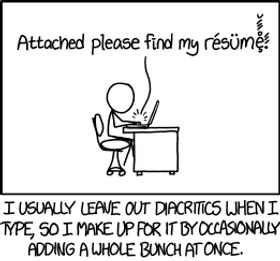 Attached please find my résümé.
I USUALLY LEAVE OUT DIACRITICS WHEN I
TYPE, SO I MAKE UP FOR IT BY OCCASIONALLY
ADDING A WHOLE BUNCH AT ONCE.